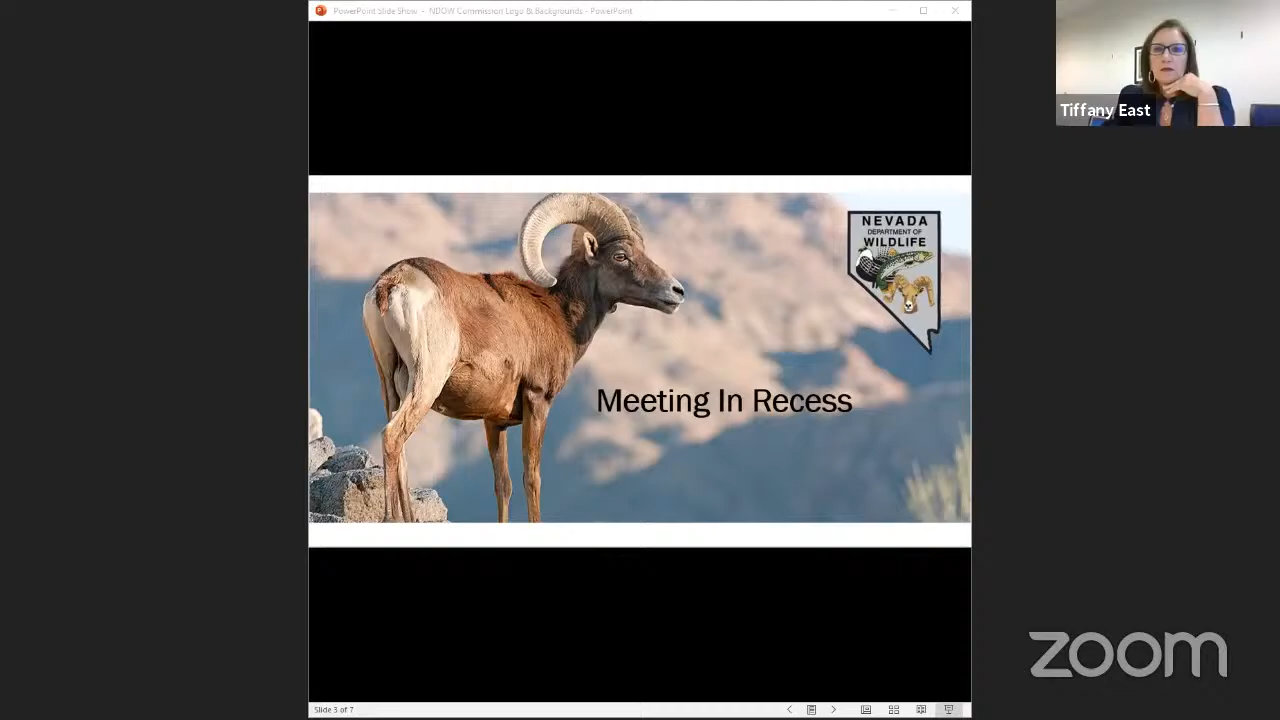 PowerPoint Slide Show - NDOW Commission Logo & Backgrounds - PowerPoint
Tiffany East
NEVADA
DEPARTMENT OF
WILDLIFE
Meeting In Recess
zoom
Slide 3 of 7